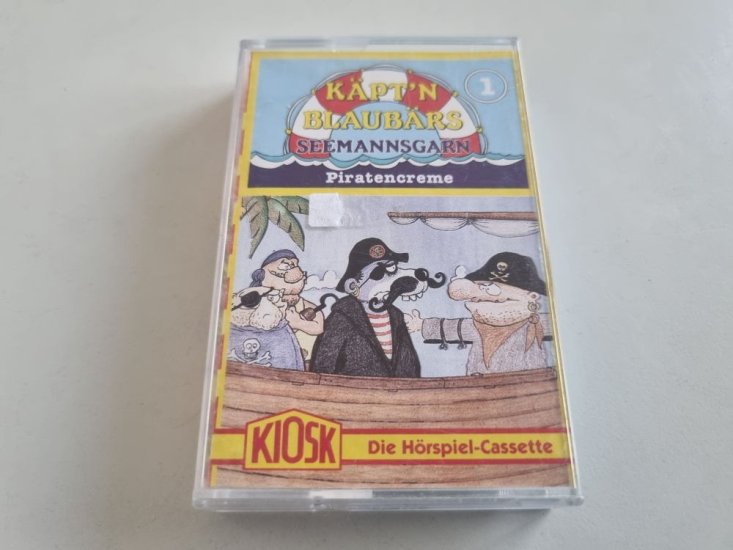 KÄPT'N
BLAUBÄRS
SEEMANNSGARN
1
Piratencreme
KIOSK
Die Hörspiel-Cassette